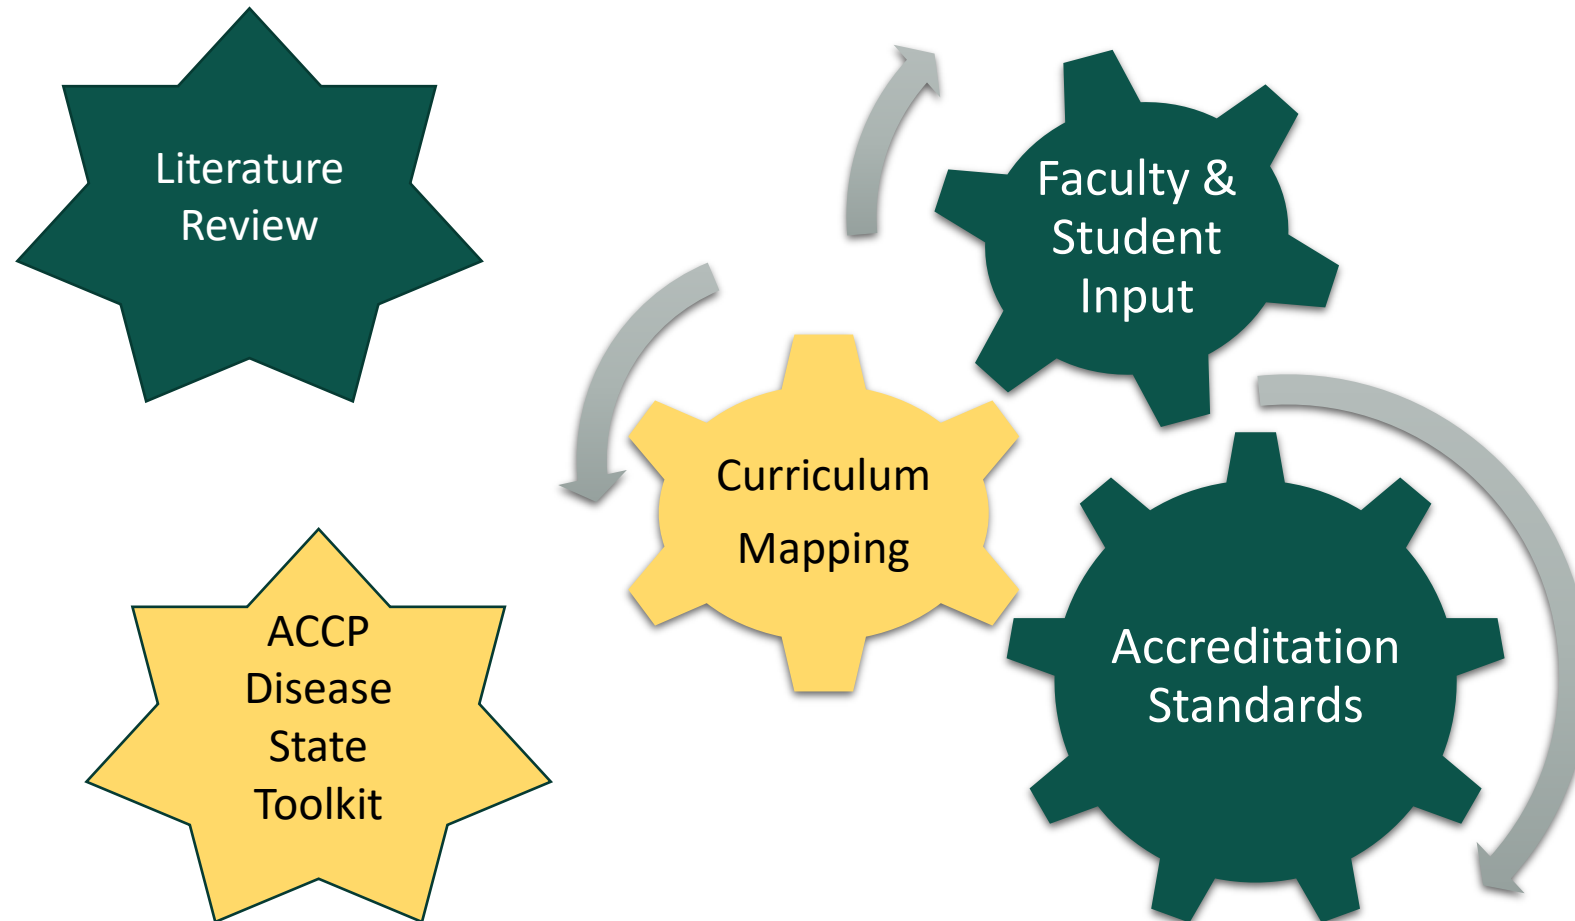 Literature
Review
Faculty &
Student
Input
Curriculum
Mapping
ACCP
Disease
State
Toolkit
Accreditation
Standards